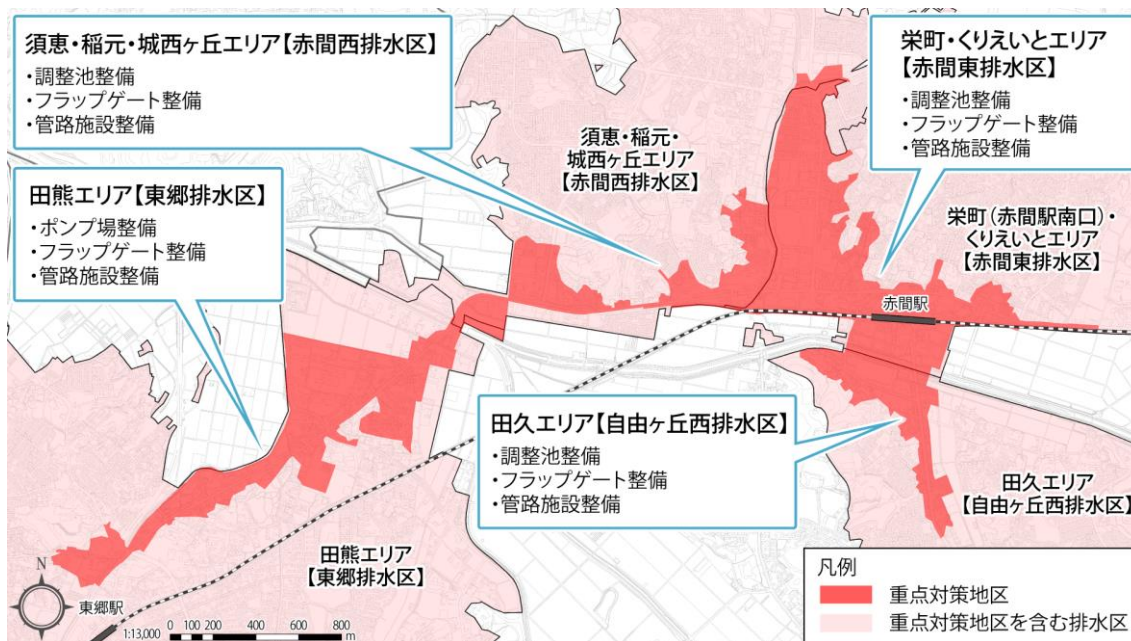 須恵・稲元・城西ヶ丘エリア【赤間西排水区】
・調整池整備
・フラップゲート整備
・管路施設整備
栄町・くりえいとエリア
【赤間東排水区】
・調整池整備
・フラップゲート整備
・管路施設整備
須恵・稲元・
城西ヶ丘エリア
【赤間西排水区】
田熊エリア【東郷排水区】
・ポンプ場整備
・フラップゲート整備
・管路施設整備
栄町(赤間駅南口)・
くりえいとエリア
【赤間東排水区】
赤間駅
田久エリア【自由ヶ丘西排水区】
・調整池整備
・フラップゲート整備
・管路施設整備
田久エリア
【自由ヶ丘西排水区】
田熊エリア
【東郷排水区】
凡例
重点対策地区
重点対策地区を含む排水区
N
東郷駅
1:13,000
0 100 200 400 600 800
m